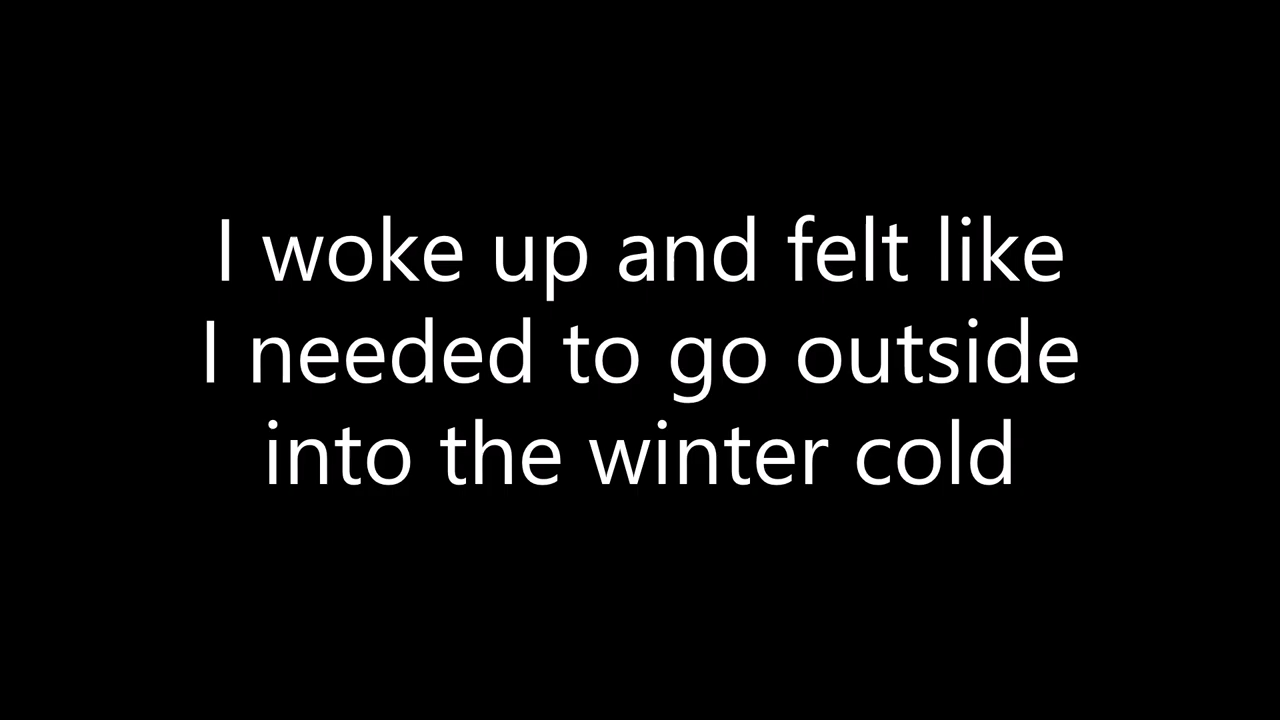 I woke up and felt like
I needed to go outside
into the winter cold